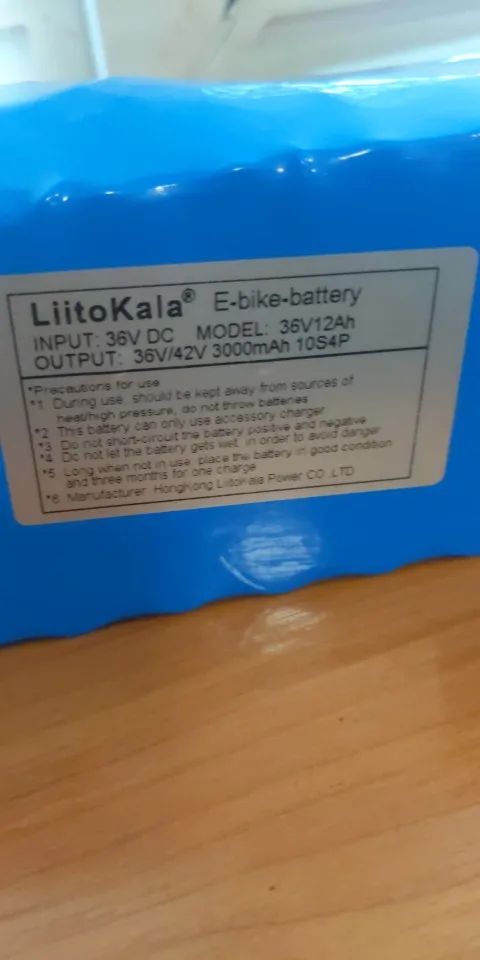 LiitoKala® E-bike-battery
INPUT: 36V DC MODEL: 36V12Ah
OUTPUT: 36V/42V 3000mAh 10S4P
*Precautions for use
*1 During use, should be kept away from sources of
heat/high pressure, do not throw batteries
*2 This battery can only use accessory charger
*3 Do not short-circuit the battery positive and negative
*4 Do not let the battery gets wet, in order to avoid danger
*5 Long when not in use, place the battery in good condition
and three months for one charge
*6 Manufacturer HongKong LiitoKala Power CO .,LTD